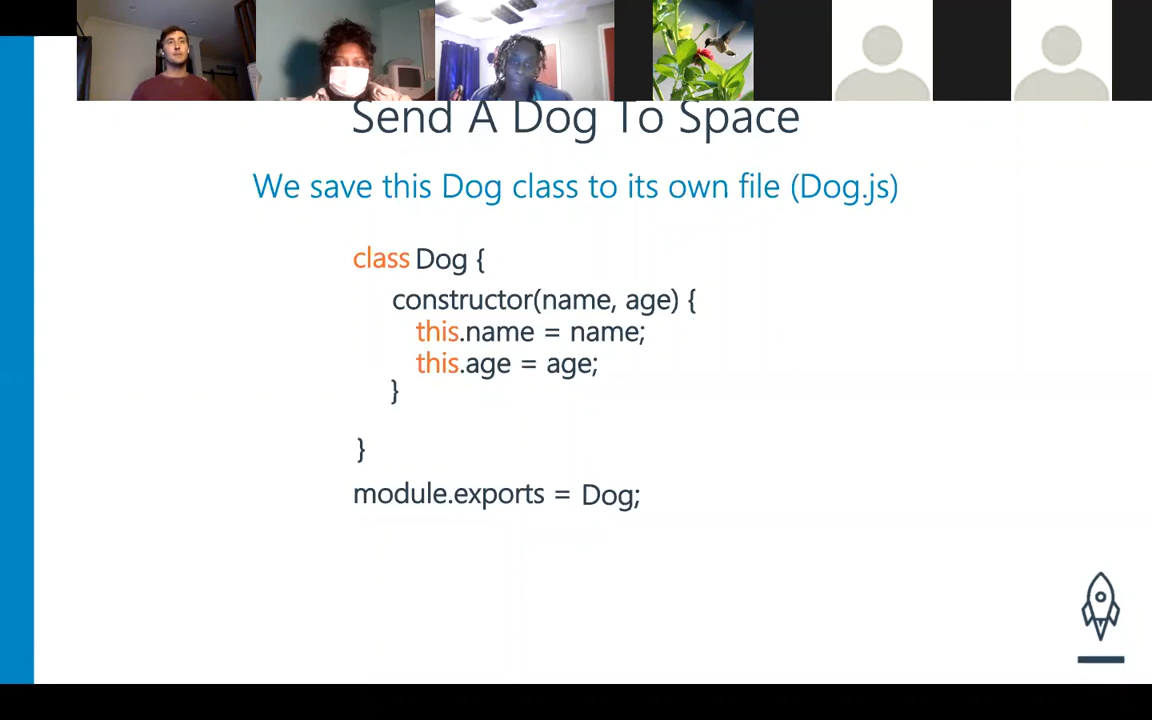 Send A Dog To Space
We save this Dog class to its own file (Dog.js)
class Dog {
constructor(name, age) {
this.name = name;
this.age = age;
}
}
module.exports = Dog;